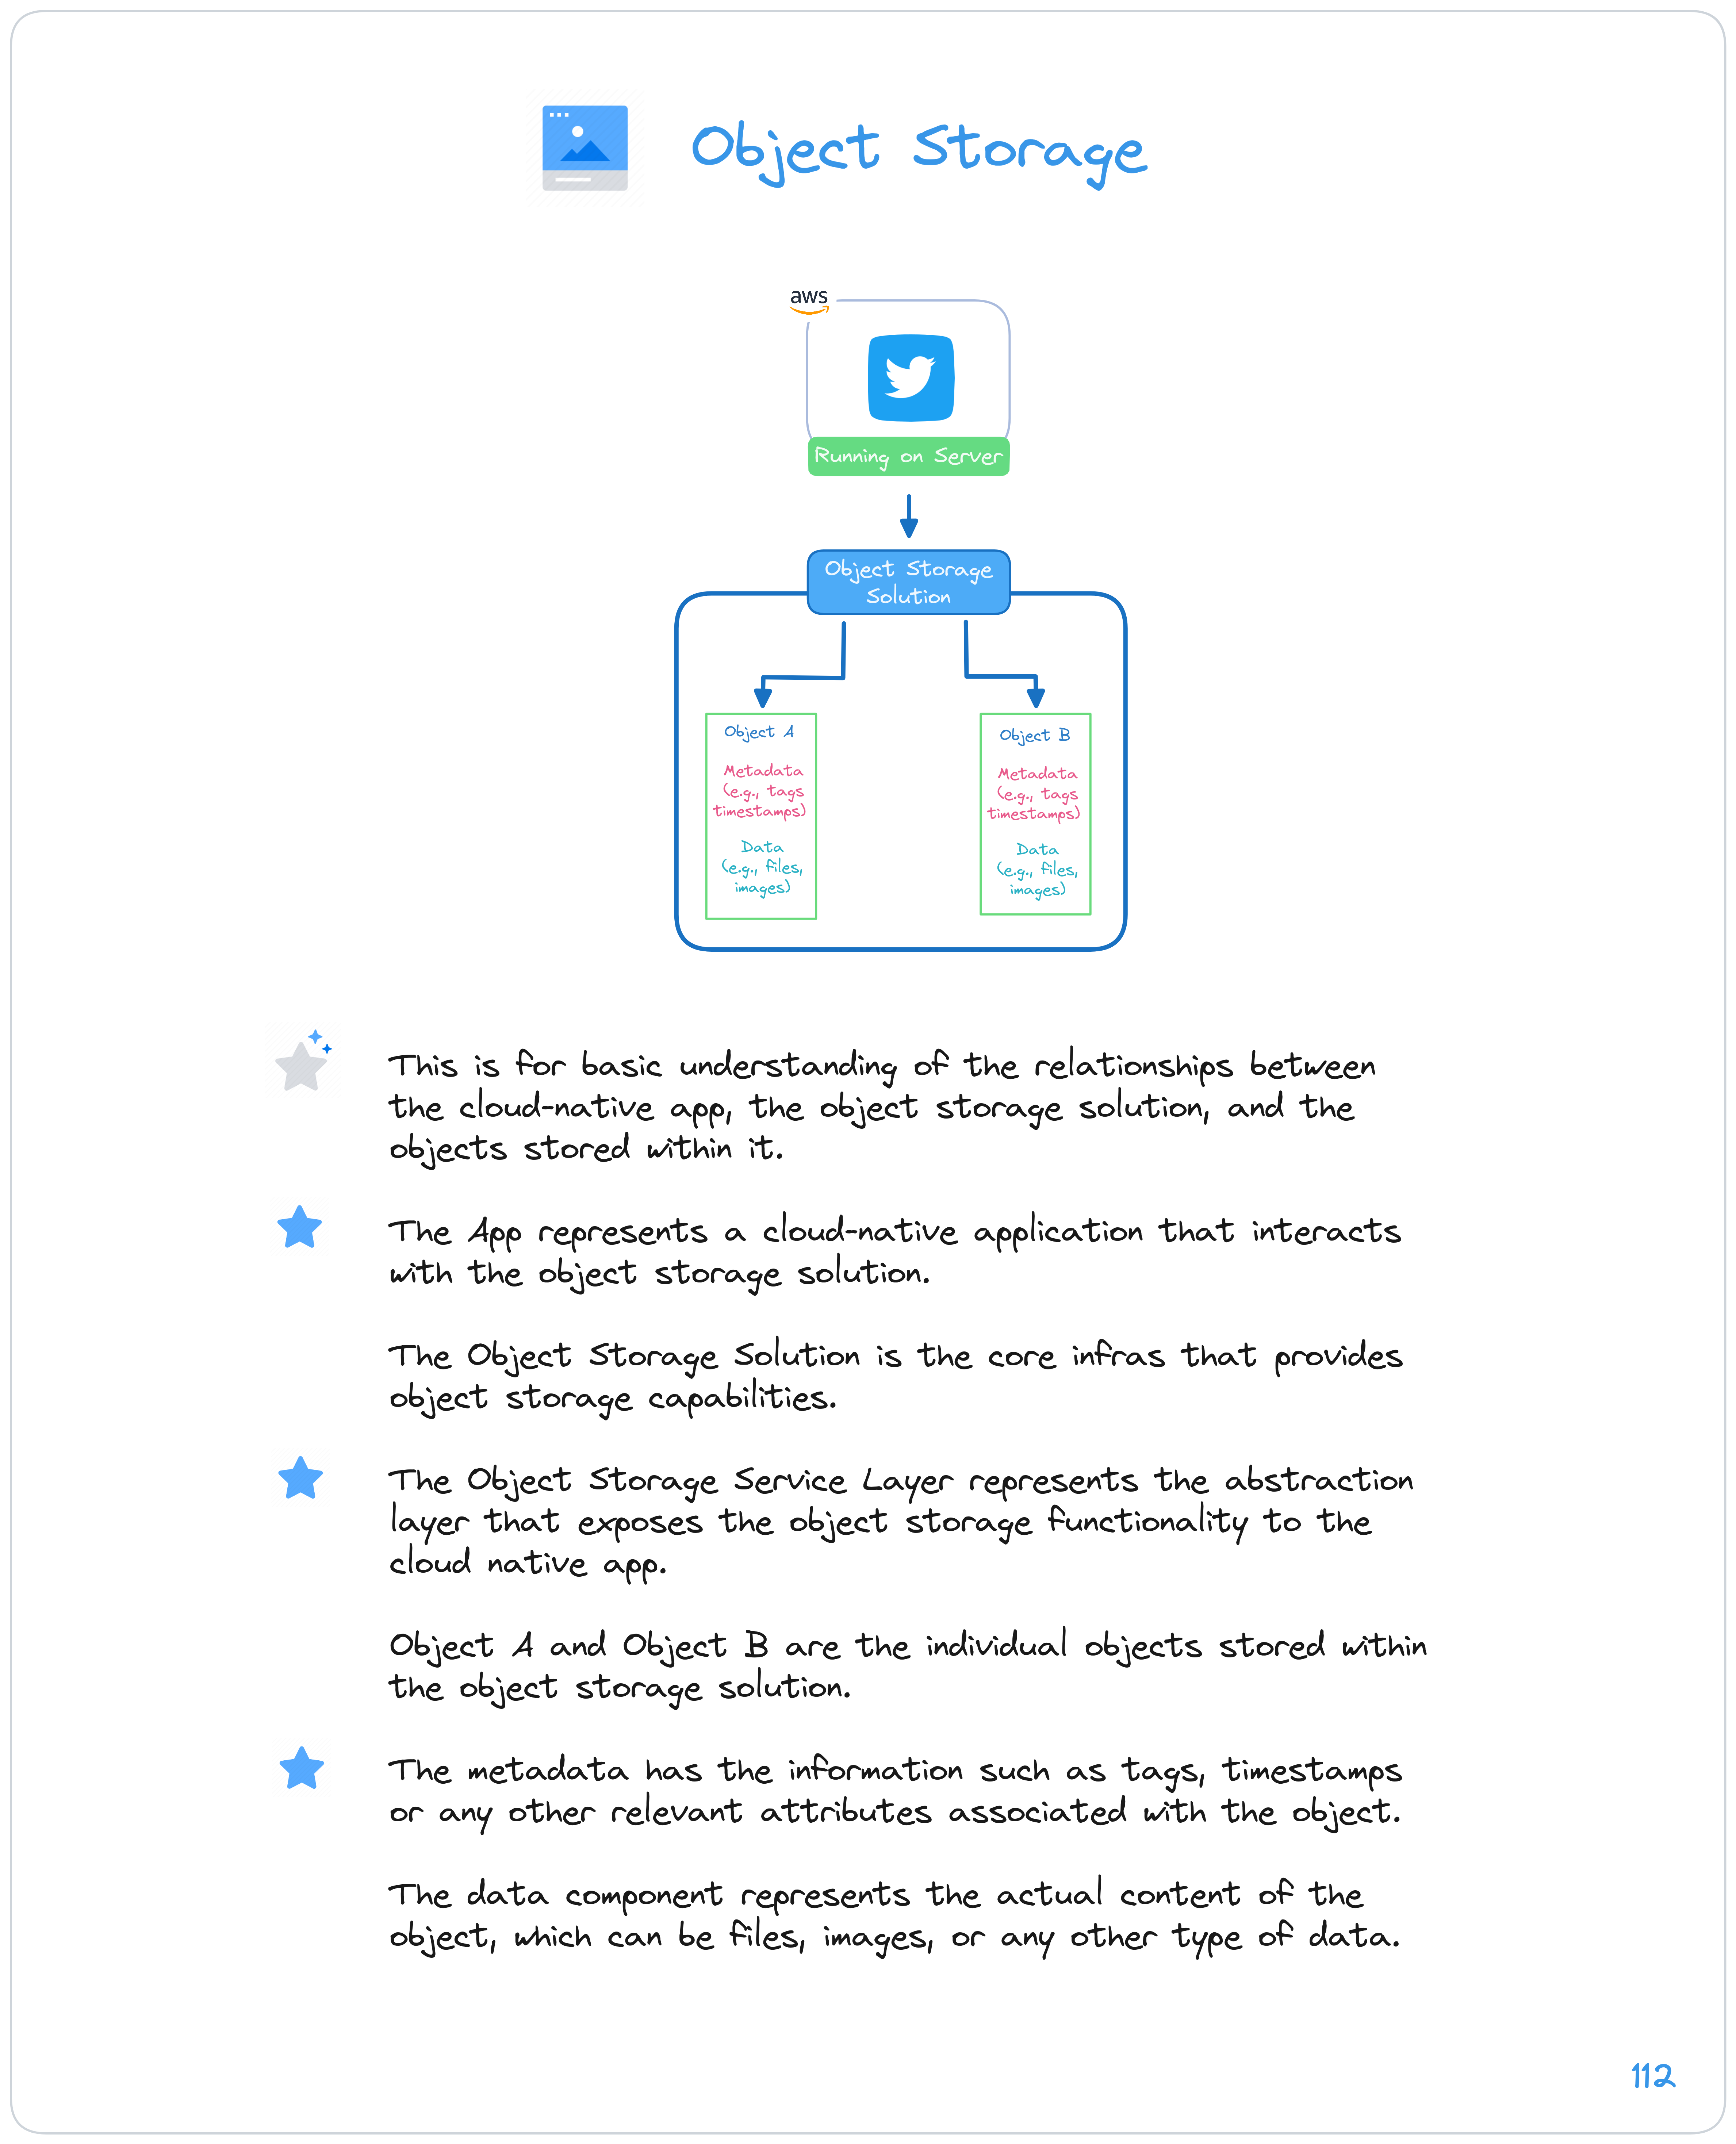 Object Storage
aws
Running on Server
Object Storage
Solution
Object A
Metadata
(e.g., tags
timestamps)
Data
(e.g., files,
images)
Object B
Metadata
(e.g., tags
timestamps)
Data
(e.g., files,
images)
This is for basic understanding of the relationships between
the cloud-native app, the object storage solution, and the
objects stored within it.
The App represents a cloud-native application that interacts
with the object storage solution.
The Object Storage Solution is the core infras that provides
object storage capabilities.
The Object Storage Service Layer represents the abstraction
layer that exposes the object storage functionality to the
cloud native app.
Object A and Object B are the individual objects stored within
the object storage solution.
The metadata has the information such as tags, timestamps
or any other relevant attributes associated with the object.
The data component represents the actual content of the
object, which can be files, images, or any other type of data.
112